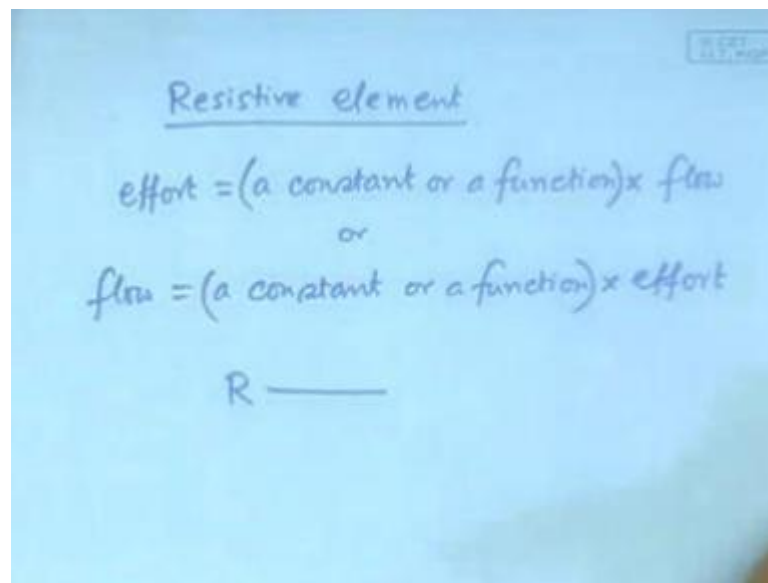 Resistive element
effort = (a constant or a function) x flow
or
flow = (a constant or a function) x effort
R